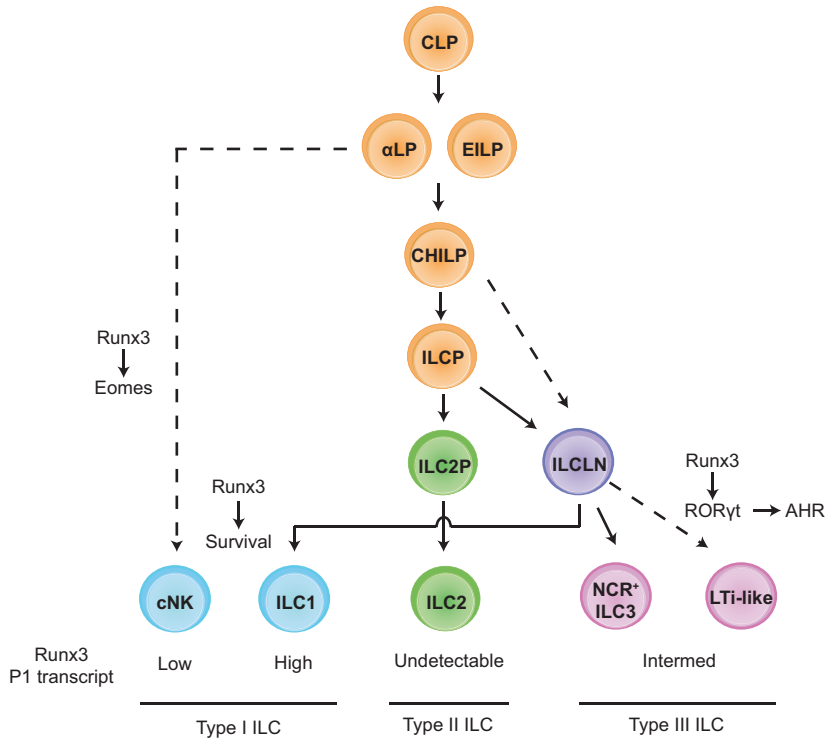 CLP
αLP
EILP
CHILP
Runx3
Eomes
ILCP
ILC2P
ILCLN
Runx3
Survival
Runx3
RORγt
AHR
cNK
ILC1
ILC2
NCR⁺
ILC3
LTi-like
Runx3
P1 transcript
Low
High
Undetectable
Intermed
Type I ILC
Type II ILC
Type III ILC